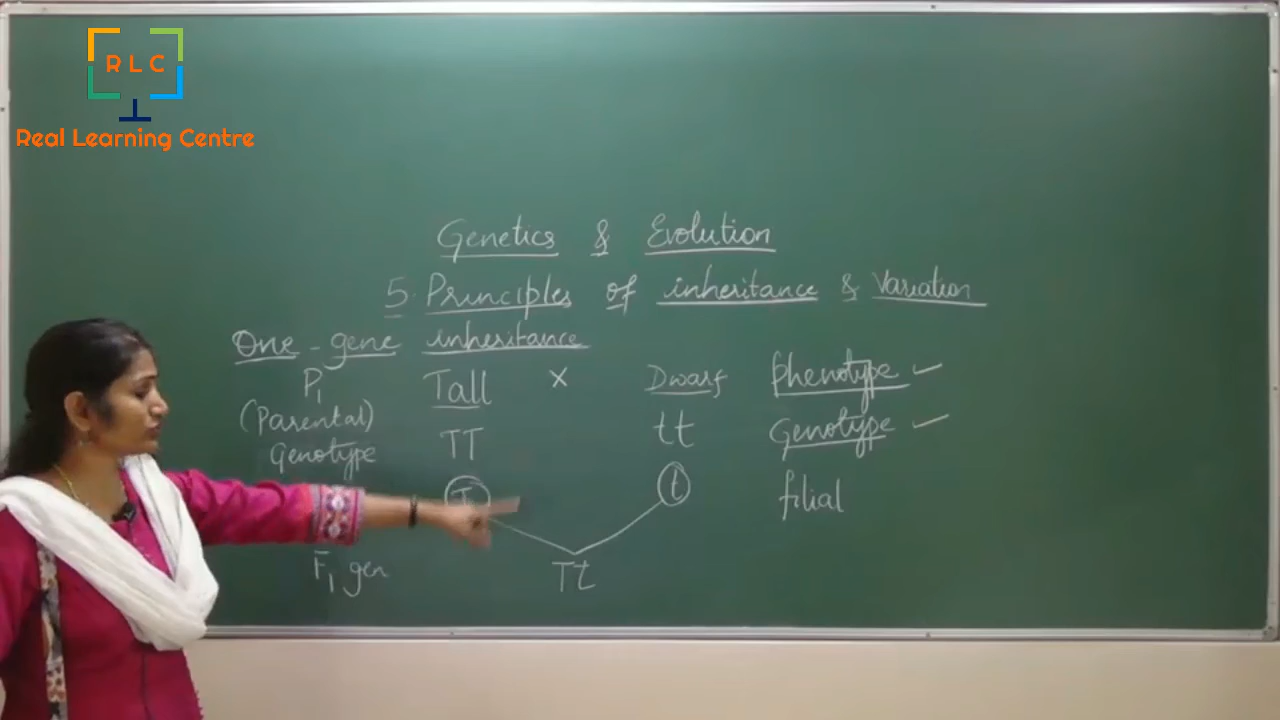 R L C
Real Learning Centre
Genetics & Evolution
5. Principles of inheritance & Variation
One-gene inheritance
P1 Tall × Dwarf phenotype ✓
(Parental)
Genotype TT tt Genotype ✓
T t filial
F1 gen Tt